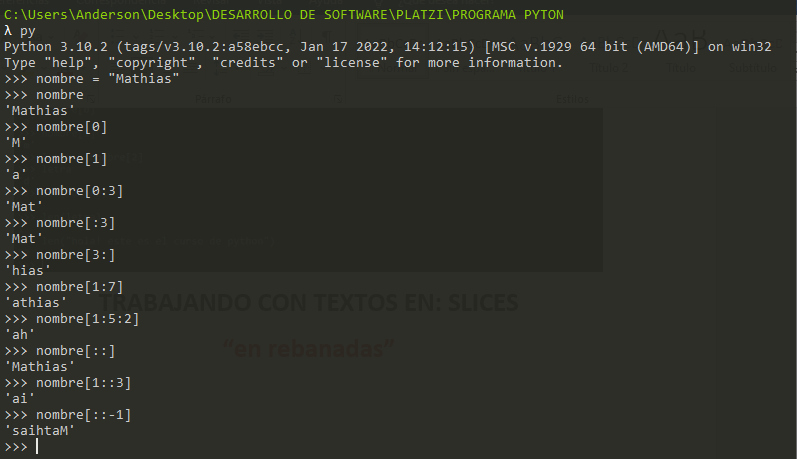 C:\Users\Anderson\Desktop\DESARROLLO DE SOFTWARE\PLATZI\PROGRAMA PYTON
λ py
Python 3.10.2 (tags/v3.10.2:a58ebcc, Jan 17 2022, 14:12:15) [MSC v.1929 64 bit (AMD64)] on win32
Type "help", "copyright", "credits" or "license" for more information.
>>> nombre = "Mathias"
>>> nombre
'Mathias'
>>> nombre[0]
'M'
>>> nombre[1]
'a'
>>> nombre[0:3]
'Mat'
>>> nombre[:3]
'Mat'
>>> nombre[3:]
'hias'
>>> nombre[1:7]
'athias'
TRABAJANDO CON TEXTOS EN: SLICES
>>> nombre[1:5:2]
'ah'
>>> nombre[::]
“en rebanadas”
'Mathias'
>>> nombre[1::3]
'ai'
>>> nombre[::-1]
'saihtaM'
>>>